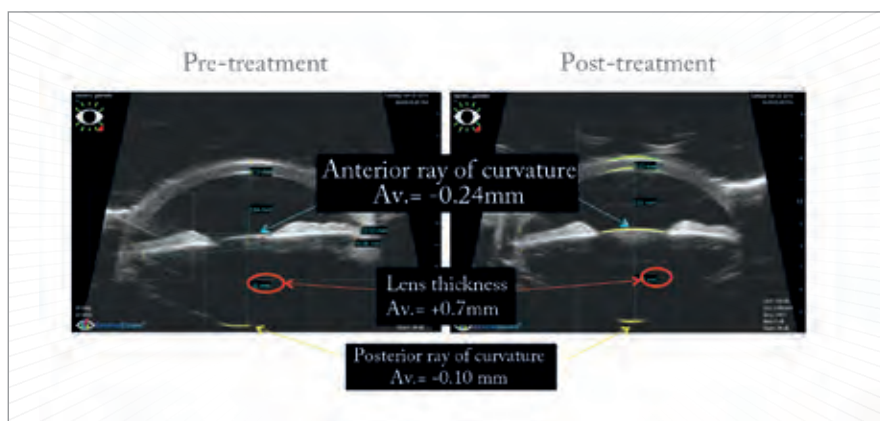 Pre-treatment
Post-treatment
Anterior ray of curvature
Av.= -0.24mm
Lens thickness
Av.= +0.7mm
Posterior ray of curvature
Av.= -0.10 mm